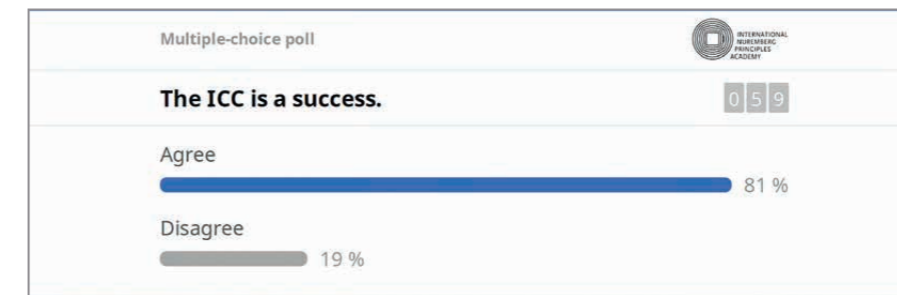 Multiple-choice poll
INTERNATIONAL
NUREMBERG
PRINCIPLES
ACADEMY
The ICC is a success.
0 5 9
Agree
81 %
Disagree
19 %